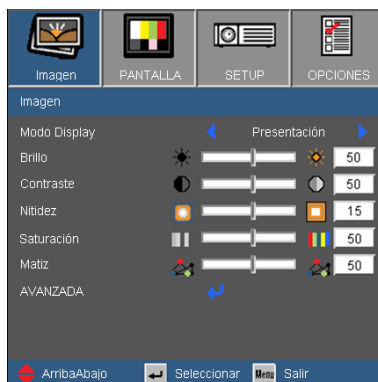 Imagen PANTALLA SETUP OPCIONES
Imagen
Modo Display Presentación
Brillo 50
Contraste 50
Nitidez 15
Saturación 50
Matiz 50
AVANZADA
ArribaAbajo Seleccionar Menu Salir